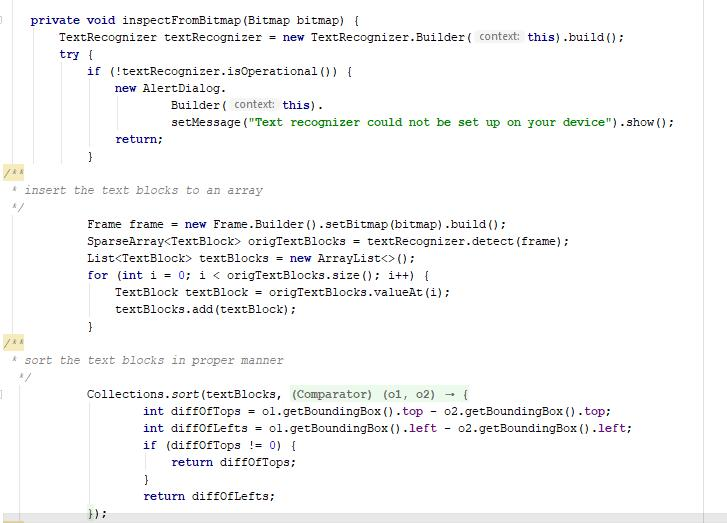 private void inspectFromBitmap(Bitmap bitmap) {
TextRecognizer textRecognizer = new TextRecognizer.Builder( context: this).build();
try {
if (!textRecognizer.isOperational()) {
new AlertDialog.
Builder( context: this).
setMessage("Text recognizer could not be set up on your device").show();
return;
}
/**
* insert the text blocks to an array
*/
Frame frame = new Frame.Builder().setBitmap(bitmap).build();
SparseArray<TextBlock> origTextBlocks = textRecognizer.detect(frame);
List<TextBlock> textBlocks = new ArrayList<>();
for (int i = 0; i < origTextBlocks.size(); i++) {
TextBlock textBlock = origTextBlocks.valueAt(i);
textBlocks.add(textBlock);
}
/**
* sort the text blocks in proper manner
*/
Collections.sort(textBlocks, (Comparator) (o1, o2) → {
int diffOfTops = o1.getBoundingBox().top - o2.getBoundingBox().top;
int diffOfLefts = o1.getBoundingBox().left - o2.getBoundingBox().left;
if (diffOfTops != 0) {
return diffOfTops;
}
return diffOfLefts;
});